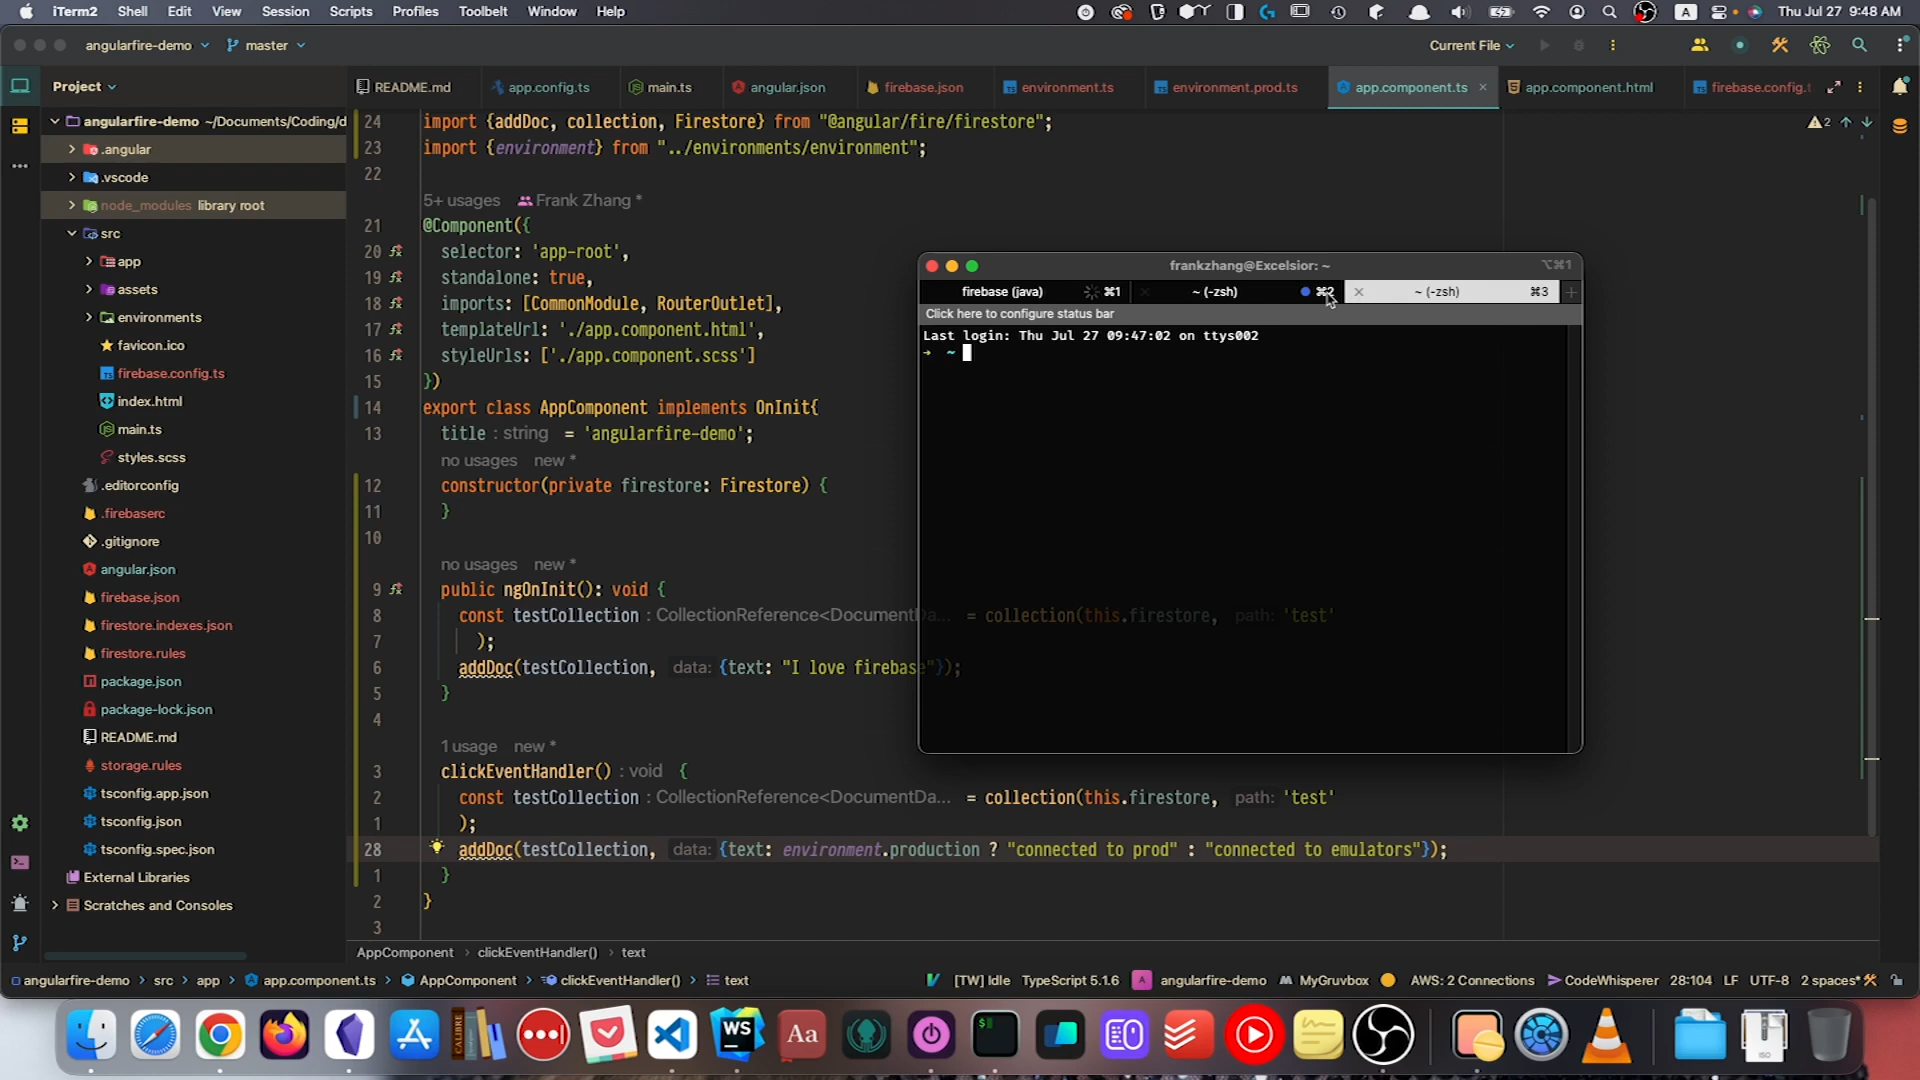 iTerm2 Shell Edit View Session Scripts Profiles Toolbelt Window Help A Thu Jul 27 9:48 AM
angularfire-demo master Current File
Project README.md app.config.ts main.ts angular.json firebase.json environment.ts environment.prod.ts app.component.ts app.component.html firebase.config.t
angularfire-demo ~/Documents/Coding/d
.angular
.vscode
node_modules library root
src
app
assets
environments
favicon.ico
firebase.config.ts
index.html
main.ts
styles.scss
.editorconfig
.firebaserc
.gitignore
angular.json
firebase.json
firestore.indexes.json
firestore.rules
package.json
package-lock.json
README.md
storage.rules
tsconfig.app.json
tsconfig.json
tsconfig.spec.json
External Libraries
Scratches and Consoles
24 import {addDoc, collection, Firestore} from "@angular/fire/firestore"; 2
23 import {environment} from "../environments/environment";
22
5+ usages Frank Zhang *
21 @Component({
20 selector: 'app-root',
19 standalone: true,
18 imports: [CommonModule, RouterOutlet],
17 templateUrl: './app.component.html',
16 styleUrls: ['./app.component.scss']
15 })
14 export class AppComponent implements OnInit{
13 title : string = 'angularfire-demo';
no usages new *
12 constructor(private firestore: Firestore) {
11 }
10
no usages new *
9 public ngOnInit(): void {
8 const testCollection : CollectionReference<DocumentDa... = collection(this.firestore, path: 'test'
7 );
6 addDoc(testCollection, data: {text: "I love firebase"});
5 }
4
1 usage new *
3 clickEventHandler() : void {
2 const testCollection : CollectionReference<DocumentDa... = collection(this.firestore, path: 'test'
1 );
28 addDoc(testCollection, data: {text: environment.production ? "connected to prod" : "connected to emulators"});
1 }
2 }
3
frankzhang@Excelsior: ~ ⌥⌘1
firebase (java) ⌘1 ~ (-zsh) ⌘2 ~ (-zsh) ⌘3
Click here to configure status bar
Last login: Thu Jul 27 09:47:02 on ttys002
→ ~
AppComponent › clickEventHandler() › text
angularfire-demo › src › app › app.component.ts › AppComponent › clickEventHandler() › text [TW] Idle TypeScript 5.1.6 A angularfire-demo MyGruvbox AWS: 2 Connections CodeWhisperer 28:104 LF UTF-8 2 spaces*
CALIBRE WS Aa $ ISO